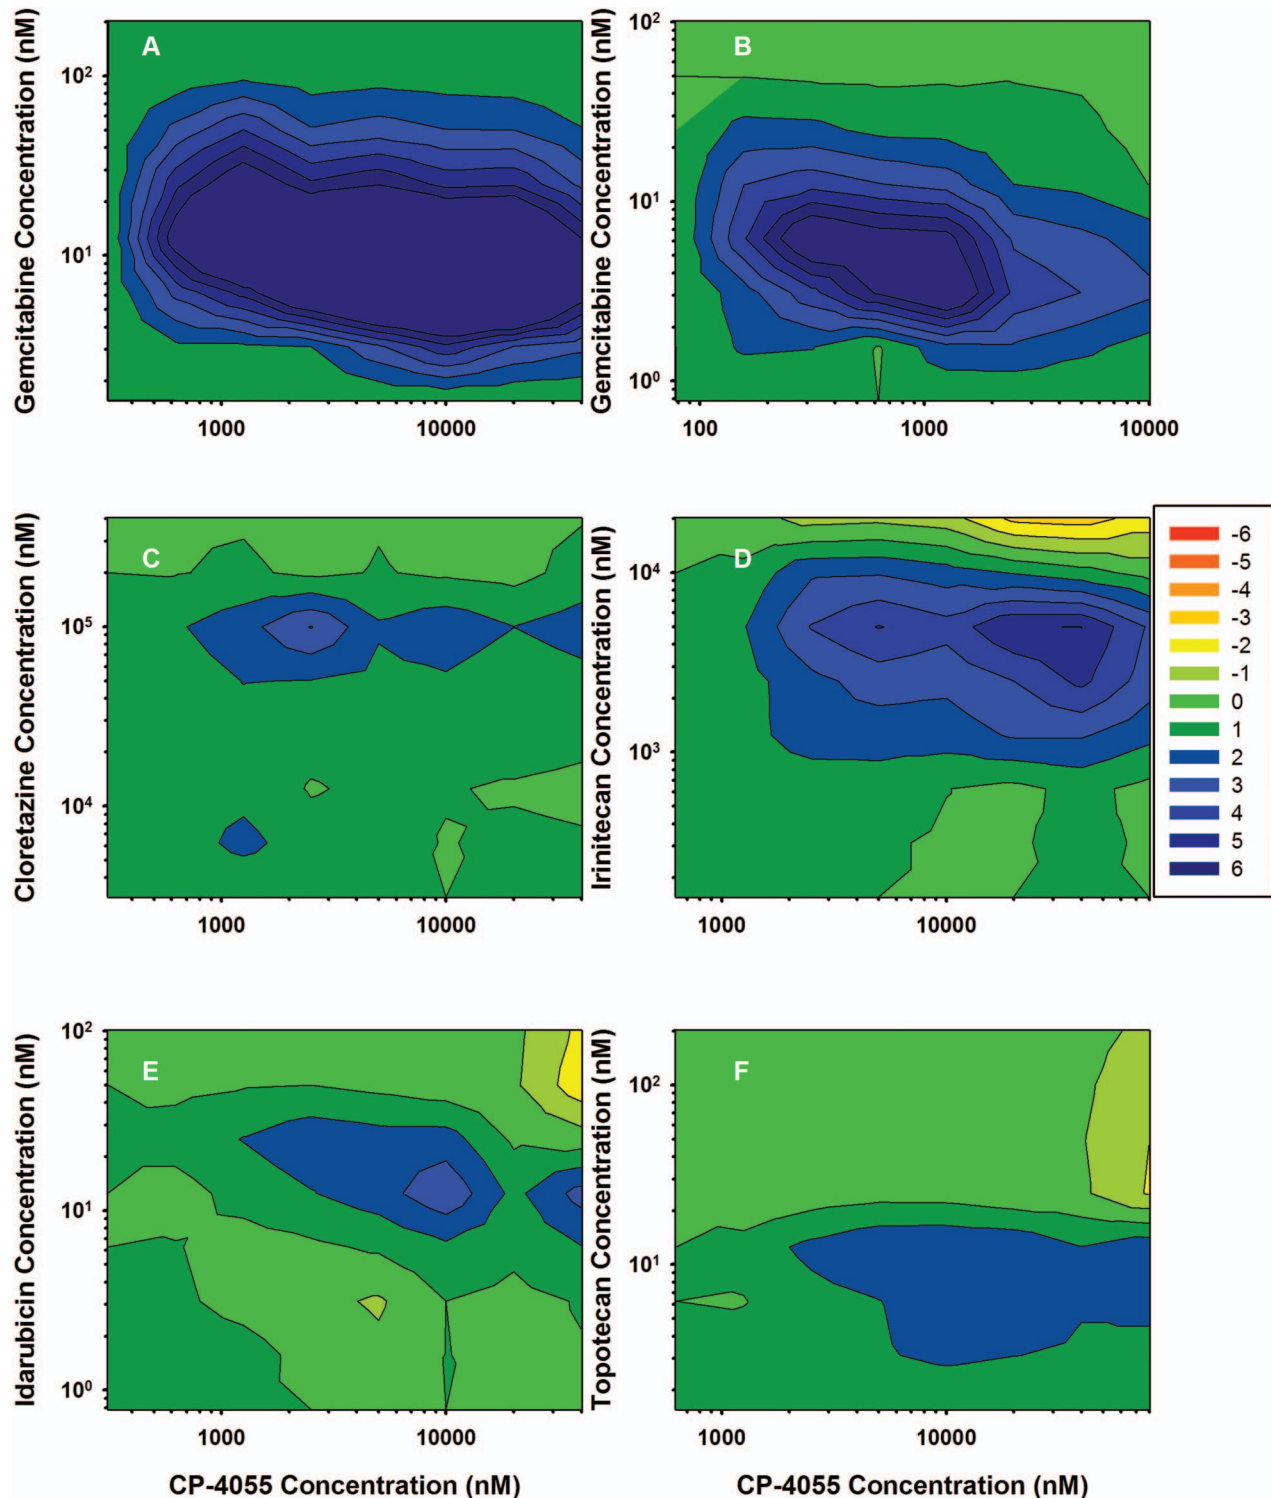 Gemcitabine Concentration (nM)
A
10²
10¹
1000 10000
Gemcitabine Concentration (nM)
B
10²
10¹
10⁰
100 1000 10000
Cloretazine Concentration (nM)
C
10⁵
10⁴
1000 10000
Irinitecan Concentration (nM)
D
10⁴
10³
1000 10000
-6
-5
-4
-3
-2
-1
0
1
2
3
4
5
6
Idarubicin Concentration (nM)
E
10²
10¹
10⁰
1000 10000
CP-4055 Concentration (nM)
Topotecan Concentration (nM)
F
10²
10¹
1000 10000
CP-4055 Concentration (nM)